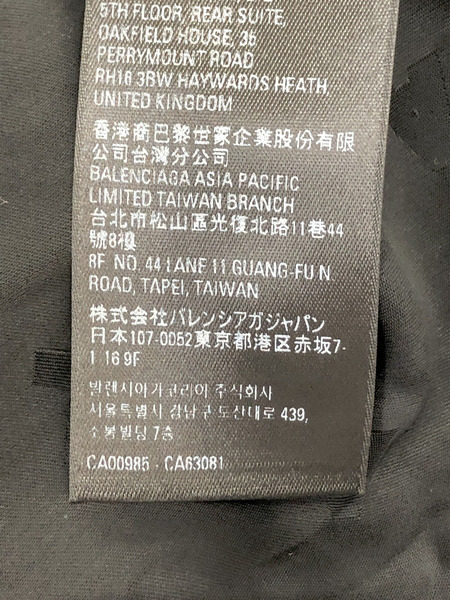 5TH FLOOR, REAR SUITE,
OAKFIELD HOUSE, 35
PERRYMOUNT ROAD
RH16 3BW HAYWARDS HEATH
UNITED KINGDOM
香港商巴黎世家企業股份有限
公司台灣分公司
BALENCIAGA ASIA PACIFIC
LIMITED TAIWAN BRANCH
台北市松山區光復北路11巷44
號8樓
8F. NO. 44 LANE 11 GUANG-FU N
ROAD, TAPEI, TAIWAN
株式会社バレンシアガジャパン
日本107-0052東京都港区赤坂7-
1 16 9F
발렌시아가코리아 주식회사
서울특별시 강남구 도산대로 439,
소봉빌딩 7층
CA00985 - CA63081